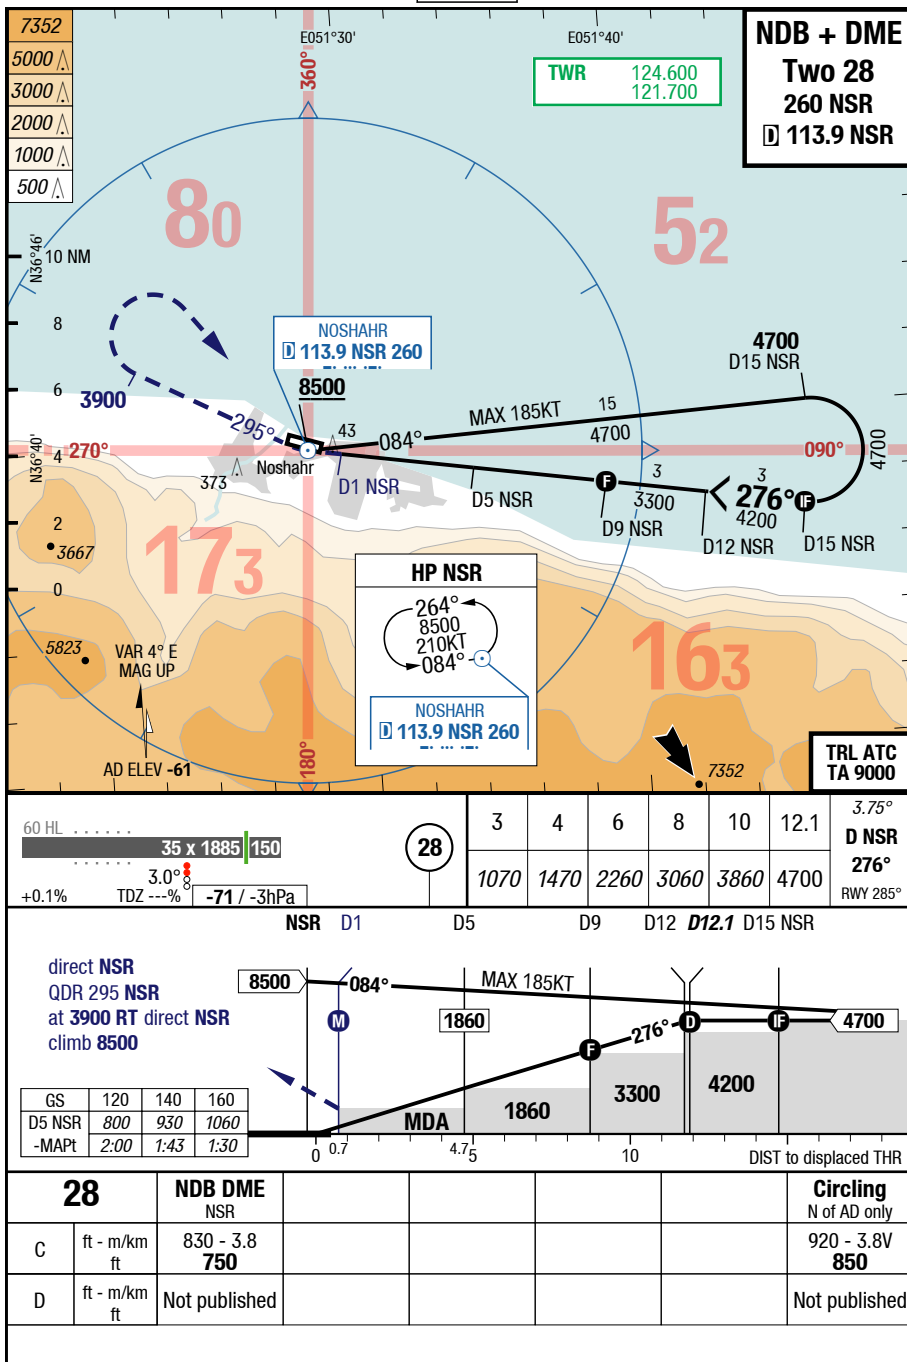 7352
5000
3000
2000
1000
500
E051°30'
E051°40'
360°
TWR 124.600
121.700
NDB + DME
Two 28
260 NSR
D 113.9 NSR
80
52
N36°46'
10 NM
8
6
4
2
0
N36°40'
NOSHAHR
D 113.9 NSR 260
8500
3900
295°
270°
43
084°
MAX 185KT
15
4700
4700
D15 NSR
090°
4700
Noshahr
373
D1 NSR
D5 NSR
F
D9 NSR
3
3300
D12 NSR
3
276°
4200
IF
D15 NSR
3667
173
5823
VAR 4° E
MAG UP
AD ELEV -61
180°
HP NSR
264°
8500
210KT
084°
NOSHAHR
D 113.9 NSR 260
163
7352
TRL ATC
TA 9000
60 HL
35 x 1885 150
3.0°
+0.1% TDZ ---% -71 / -3hPa
28
3 4 6 8 10 12.1
1070 1470 2260 3060 3860 4700
3.75°
D NSR
276°
RWY 285°
NSR D1 D5 D9 D12 D12.1 D15 NSR
direct NSR
QDR 295 NSR
at 3900 RT direct NSR
climb 8500
8500
084°
MAX 185KT
M
1860
F
276°
D
IF
4700
MDA
1860
3300
4200
GS 120 140 160
D5 NSR 800 930 1060
-MAPt 2:00 1:43 1:30
0 0.7 4.7 5 10 DIST to displaced THR
28
NDB DME
NSR
Circling
N of AD only
C
ft - m/km
ft
830 - 3.8
750
920 - 3.8V
850
D
ft - m/km
ft
Not published
Not published